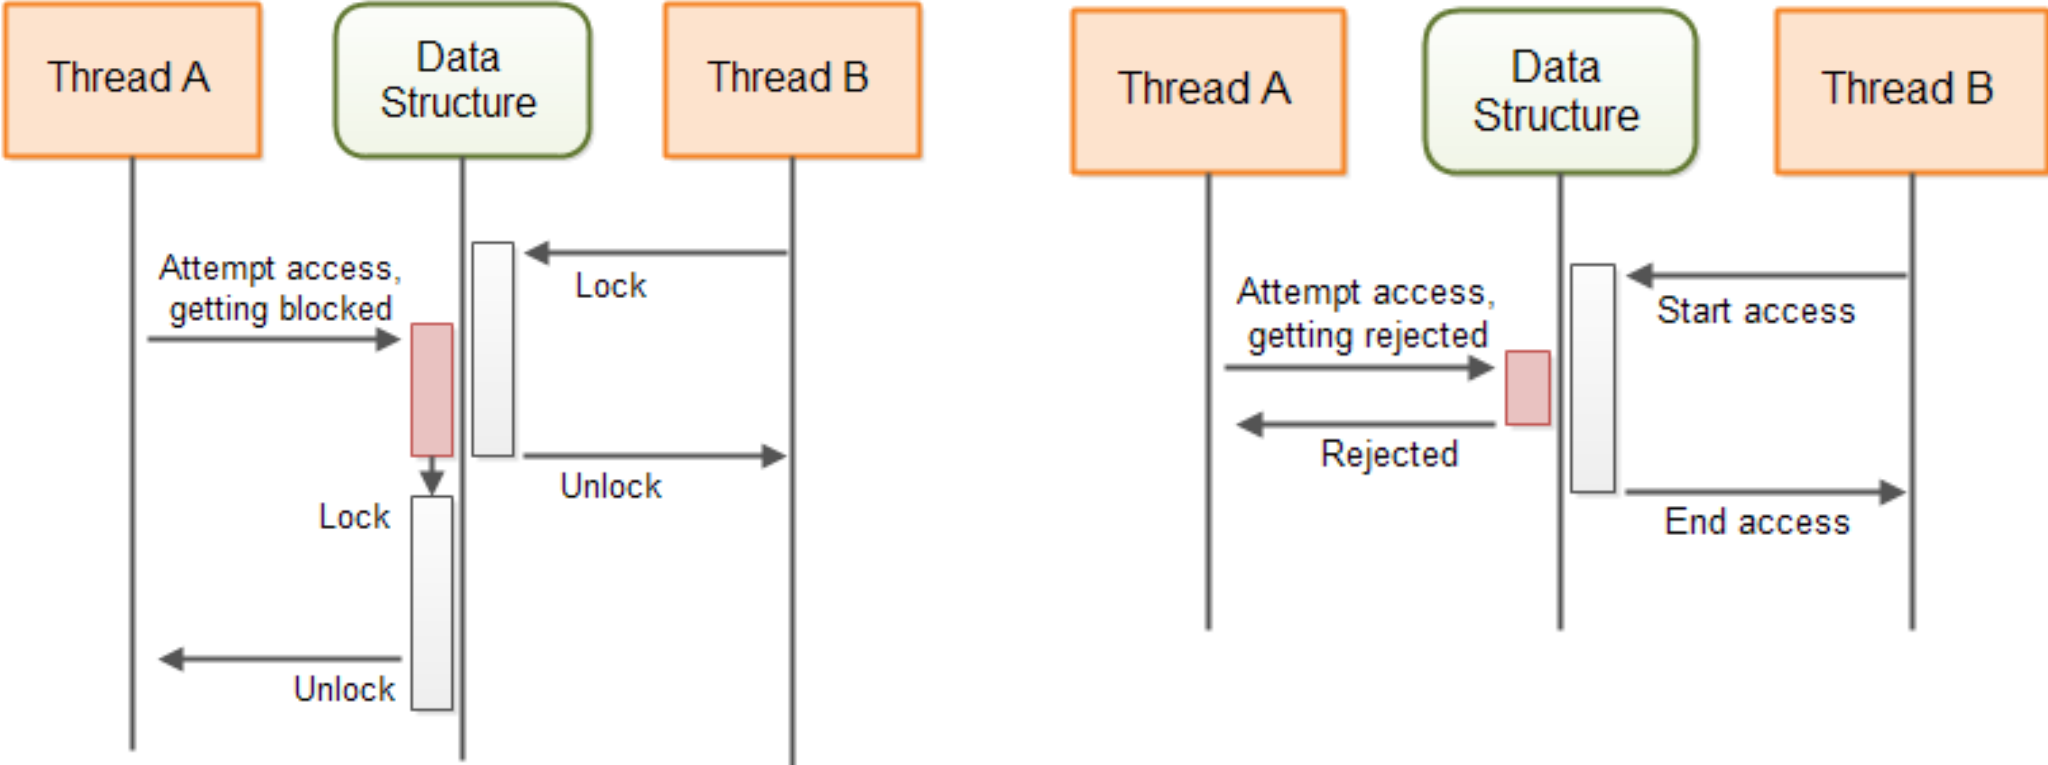 Thread A
Data
Structure
Thread B
Attempt access,
getting blocked
Lock
Unlock
Lock
Unlock
Thread A
Data
Structure
Thread B
Attempt access,
getting rejected
Start access
Rejected
End access